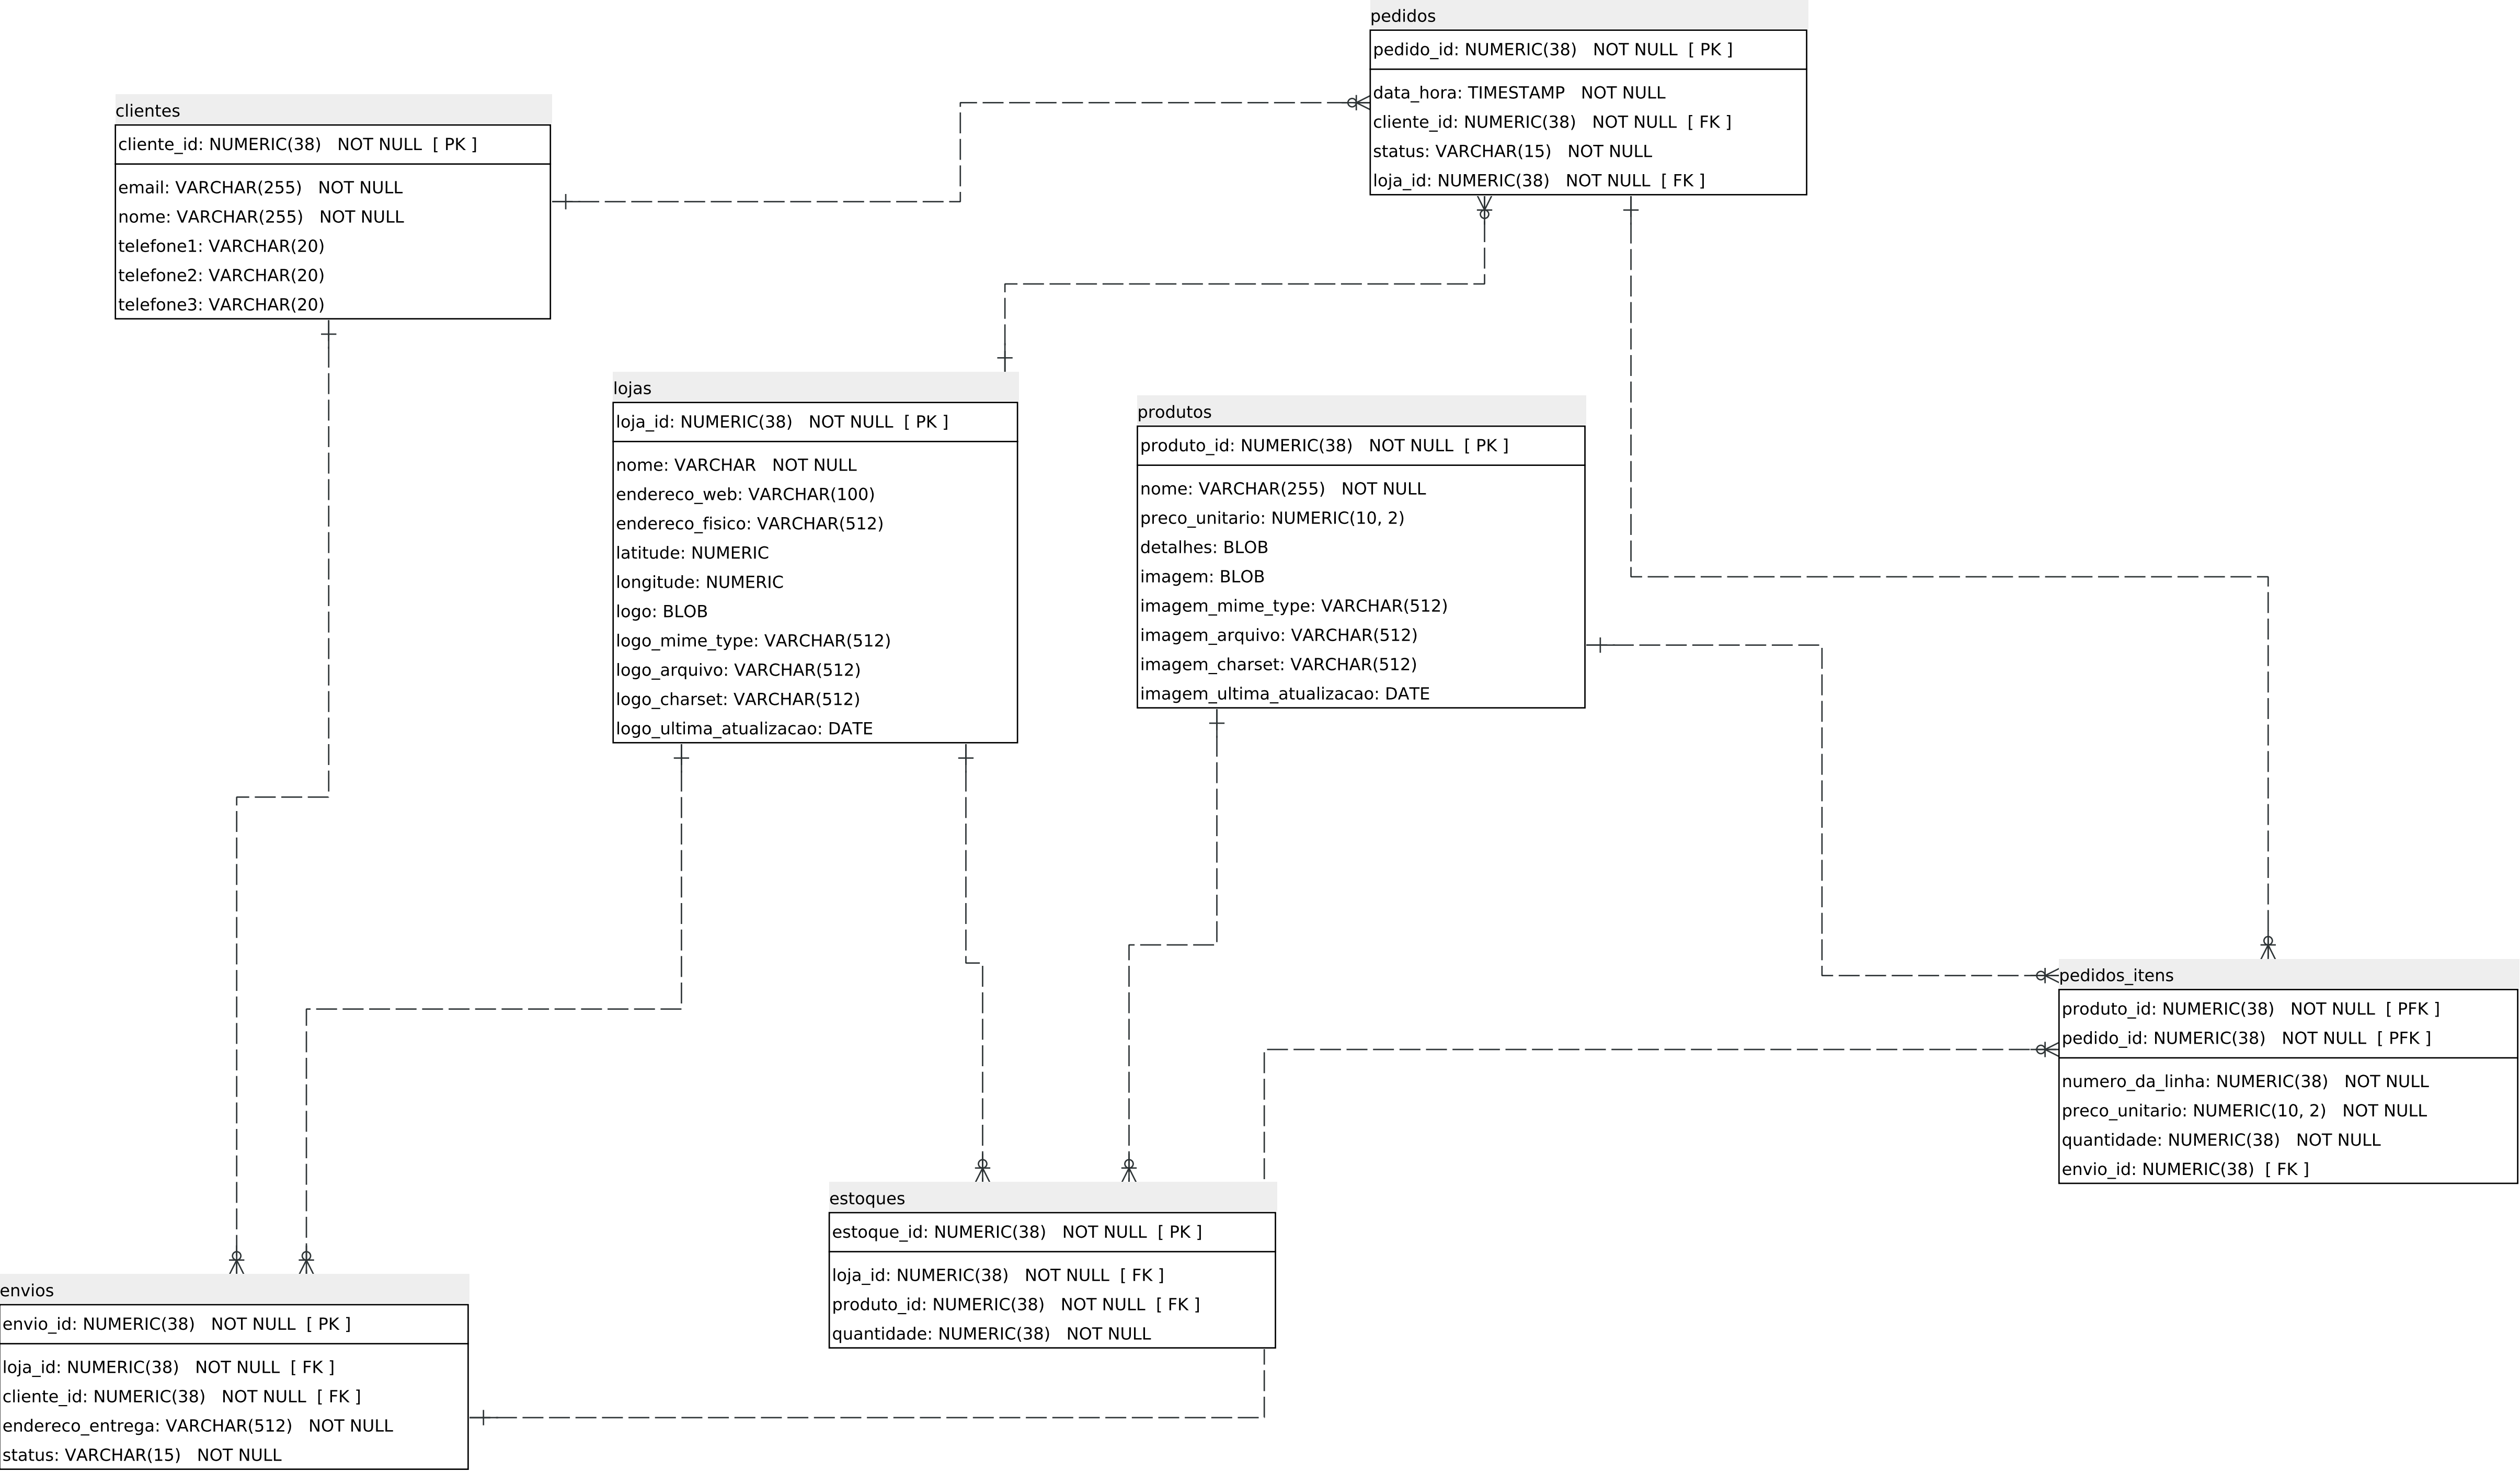 pedidos
pedido_id: NUMERIC(38) NOT NULL [ PK ]
data_hora: TIMESTAMP NOT NULL
cliente_id: NUMERIC(38) NOT NULL [ FK ]
status: VARCHAR(15) NOT NULL
loja_id: NUMERIC(38) NOT NULL [ FK ]
clientes
cliente_id: NUMERIC(38) NOT NULL [ PK ]
email: VARCHAR(255) NOT NULL
nome: VARCHAR(255) NOT NULL
telefone1: VARCHAR(20)
telefone2: VARCHAR(20)
telefone3: VARCHAR(20)
lojas
loja_id: NUMERIC(38) NOT NULL [ PK ]
nome: VARCHAR NOT NULL
endereco_web: VARCHAR(100)
endereco_fisico: VARCHAR(512)
latitude: NUMERIC
longitude: NUMERIC
logo: BLOB
logo_mime_type: VARCHAR(512)
logo_arquivo: VARCHAR(512)
logo_charset: VARCHAR(512)
logo_ultima_atualizacao: DATE
produtos
produto_id: NUMERIC(38) NOT NULL [ PK ]
nome: VARCHAR(255) NOT NULL
preco_unitario: NUMERIC(10, 2)
detalhes: BLOB
imagem: BLOB
imagem_mime_type: VARCHAR(512)
imagem_arquivo: VARCHAR(512)
imagem_charset: VARCHAR(512)
imagem_ultima_atualizacao: DATE
pedidos_itens
produto_id: NUMERIC(38) NOT NULL [ PFK ]
pedido_id: NUMERIC(38) NOT NULL [ PFK ]
numero_da_linha: NUMERIC(38) NOT NULL
preco_unitario: NUMERIC(10, 2) NOT NULL
quantidade: NUMERIC(38) NOT NULL
envio_id: NUMERIC(38) [ FK ]
estoques
estoque_id: NUMERIC(38) NOT NULL [ PK ]
loja_id: NUMERIC(38) NOT NULL [ FK ]
produto_id: NUMERIC(38) NOT NULL [ FK ]
quantidade: NUMERIC(38) NOT NULL
envios
envio_id: NUMERIC(38) NOT NULL [ PK ]
loja_id: NUMERIC(38) NOT NULL [ FK ]
cliente_id: NUMERIC(38) NOT NULL [ FK ]
endereco_entrega: VARCHAR(512) NOT NULL
status: VARCHAR(15) NOT NULL